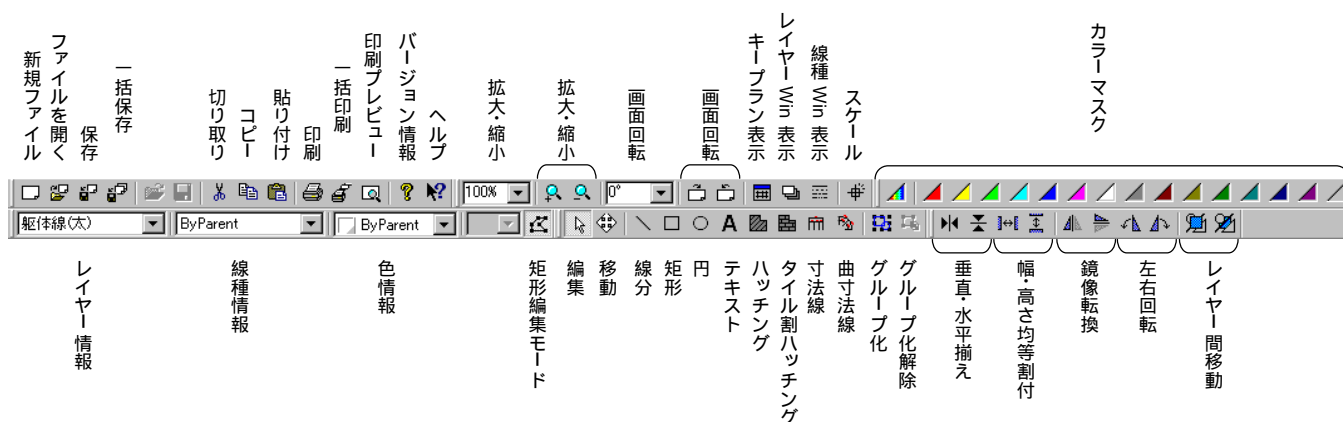 新規ファイル
ファイルを開く
保存
一括保存
切り取り
コピー
貼り付け
印刷
一括印刷
印刷プレビュー
バージョン情報
ヘルプ
拡大・縮小
拡大・縮小
画面回転
画面回転
キープラン表示
レイヤー Win 表示
線種 Win 表示
スケール
カラーマスク
100%
0°
躯体線(太)
ByParent
ByParent
A
レイヤー情報
線種情報
色情報
矩形編集モード
編集
移動
線分
矩形
円
テキスト
ハッチング
タイル割ハッチング
寸法線
曲寸法線
グループ化
グループ化解除
垂直・水平揃え
幅・高さ均等割付
鏡像転換
左右回転
レイヤー間移動